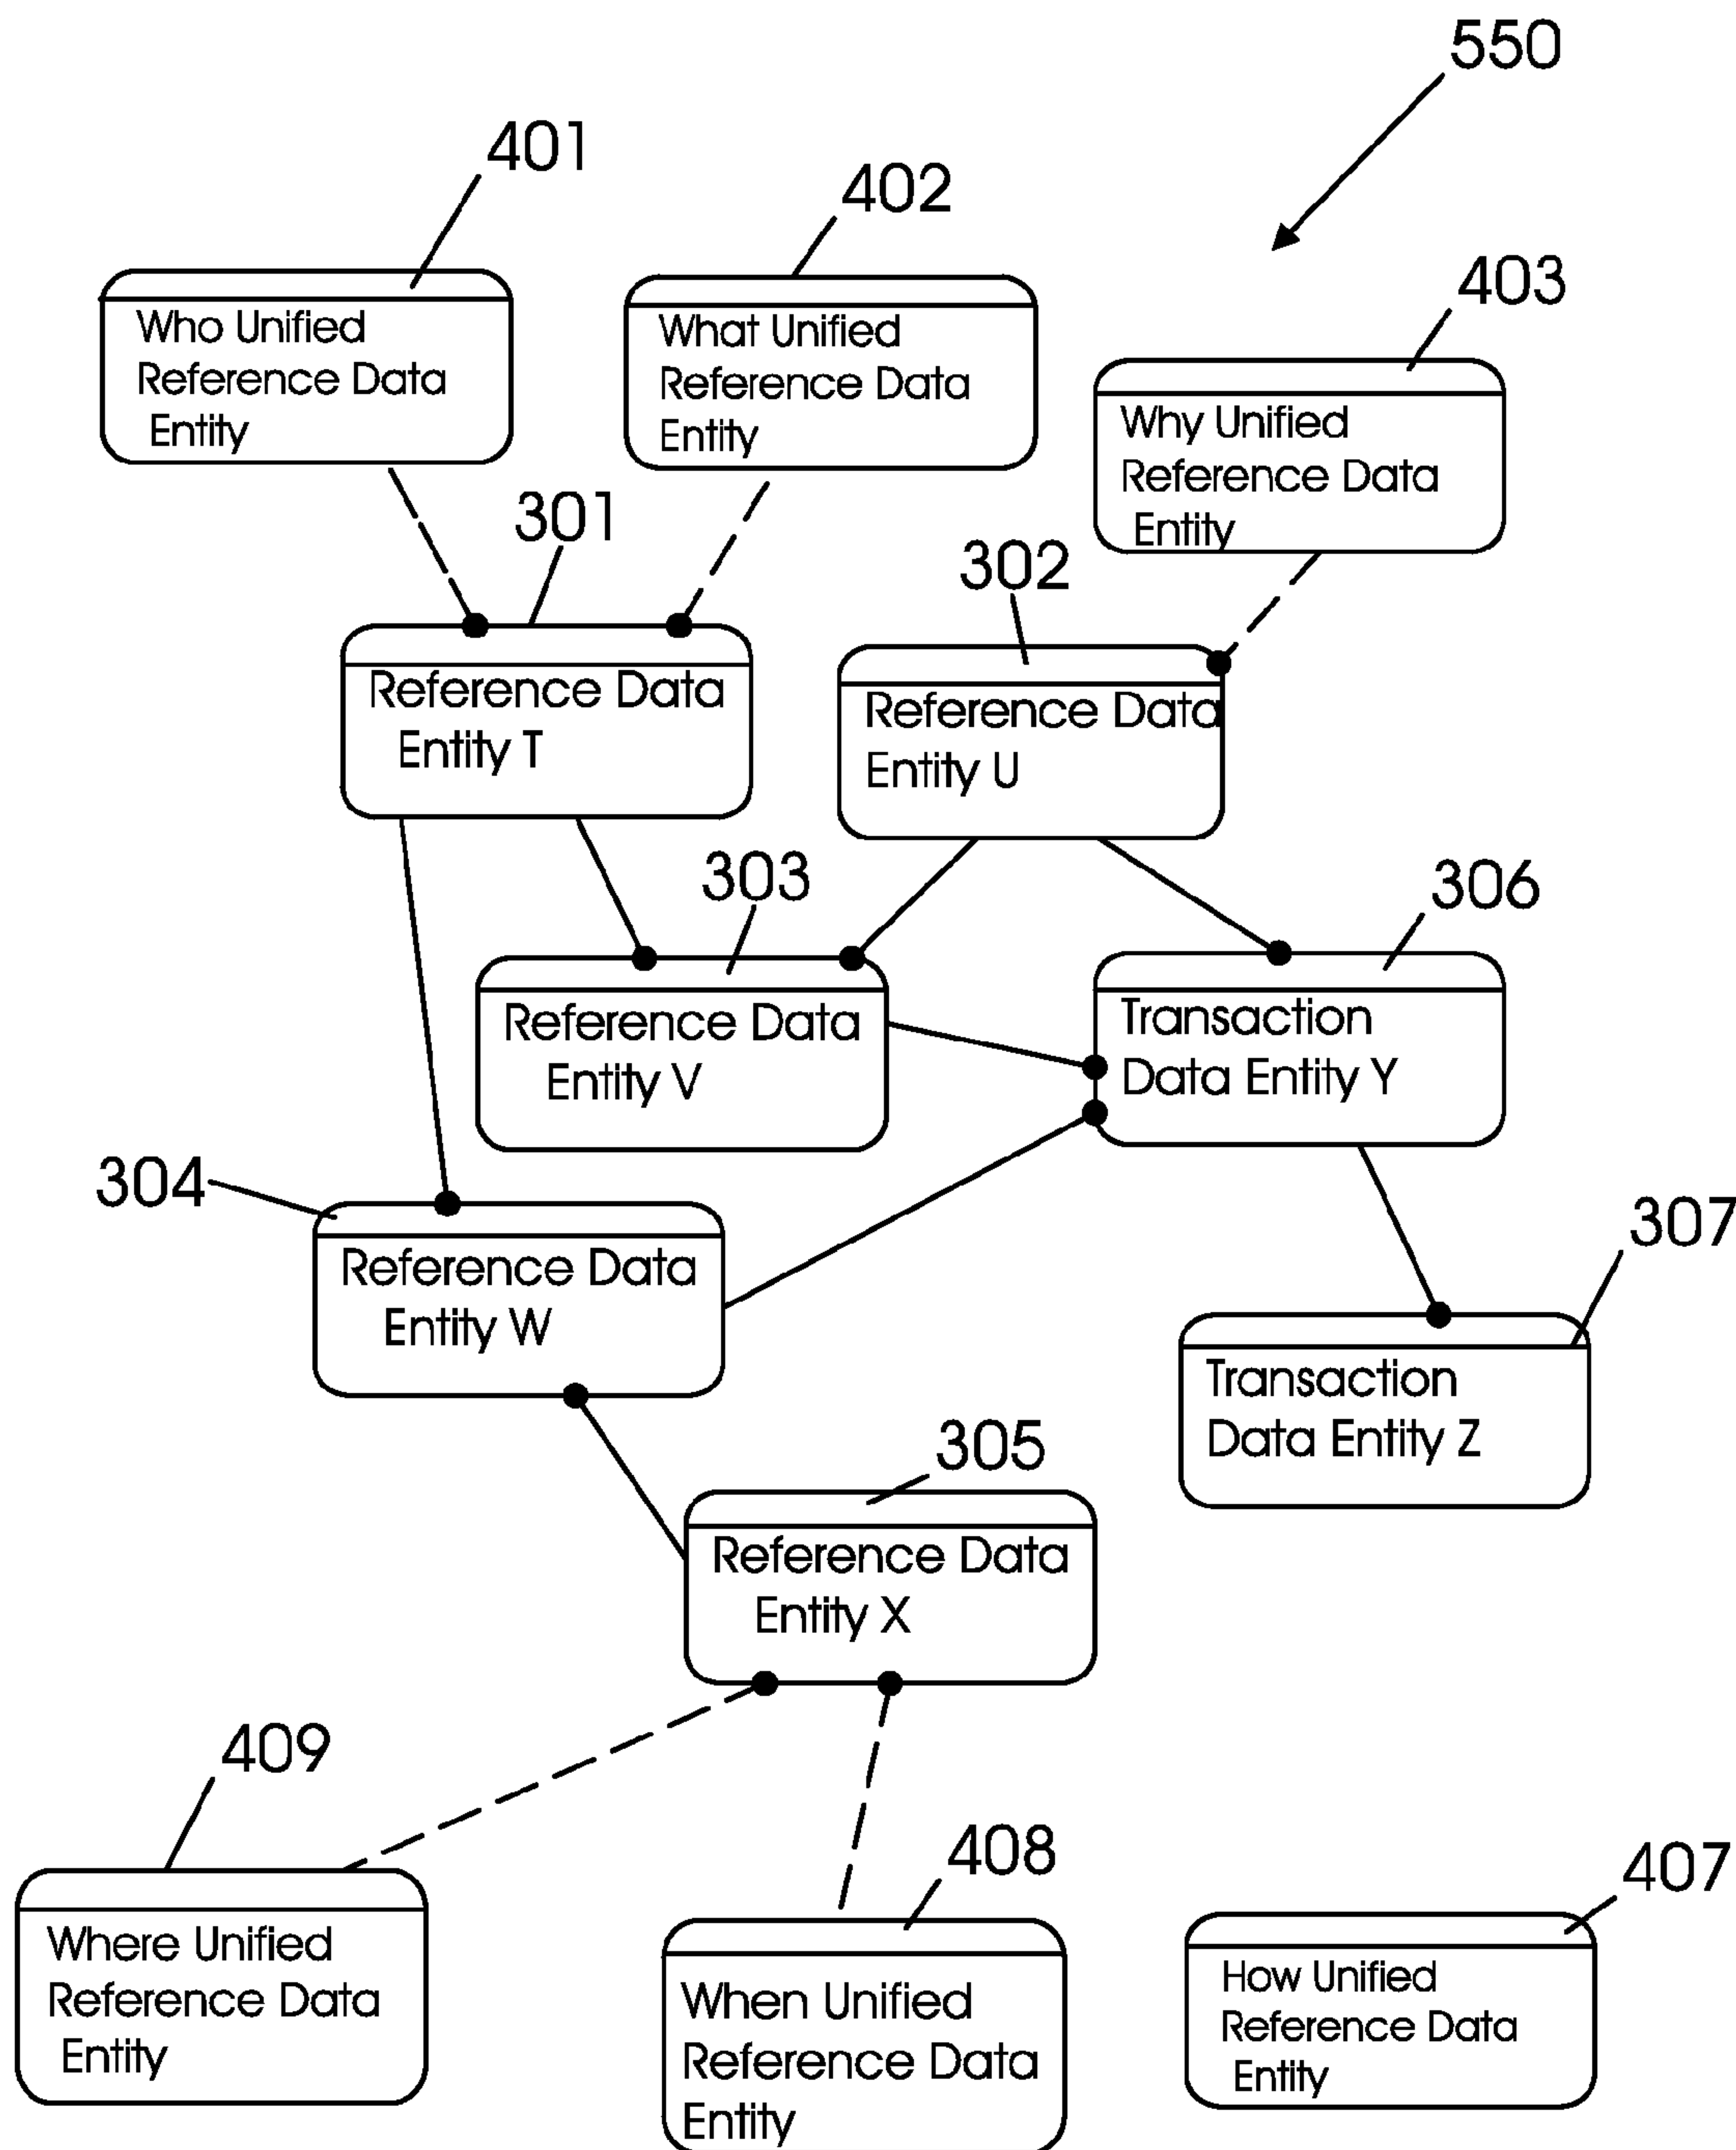 550
401
402
403
Who Unified
Reference Data
Entity
What Unified
Reference Data
Entity
Why Unified
Reference Data
Entity
301
302
Reference Data
Entity T
Reference Data
Entity U
303
306
Reference Data
Entity V
Transaction
Data Entity Y
304
307
Reference Data
Entity W
Transaction
Data Entity Z
305
Reference Data
Entity X
409
408
407
Where Unified
Reference Data
Entity
When Unified
Reference Data
Entity
How Unified
Reference Data
Entity